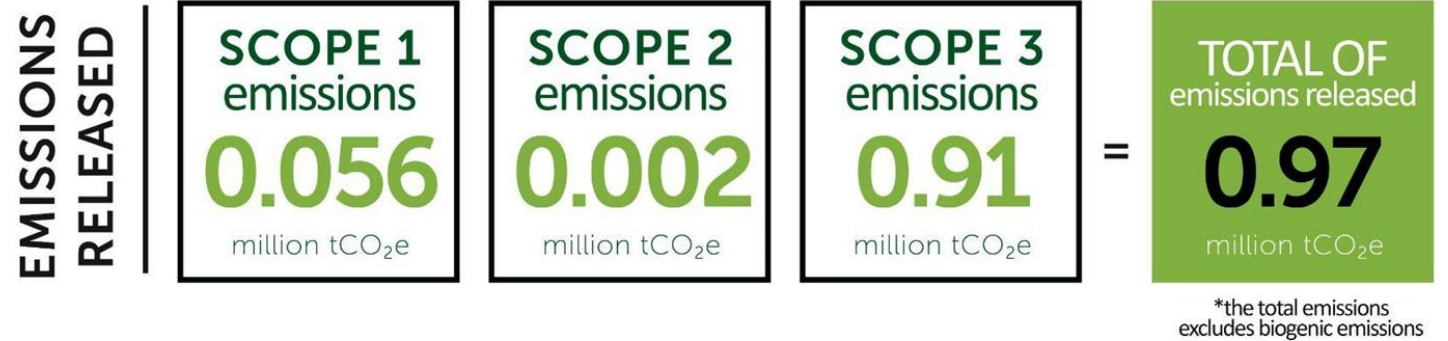 EMISSIONS
RELEASED
SCOPE 1
emissions
0.056
million tCO₂e
SCOPE 2
emissions
0.002
million tCO₂e
SCOPE 3
emissions
0.91
million tCO₂e
=
TOTAL OF
emissions released
0.97
million tCO₂e
*the total emissions
excludes biogenic emissions